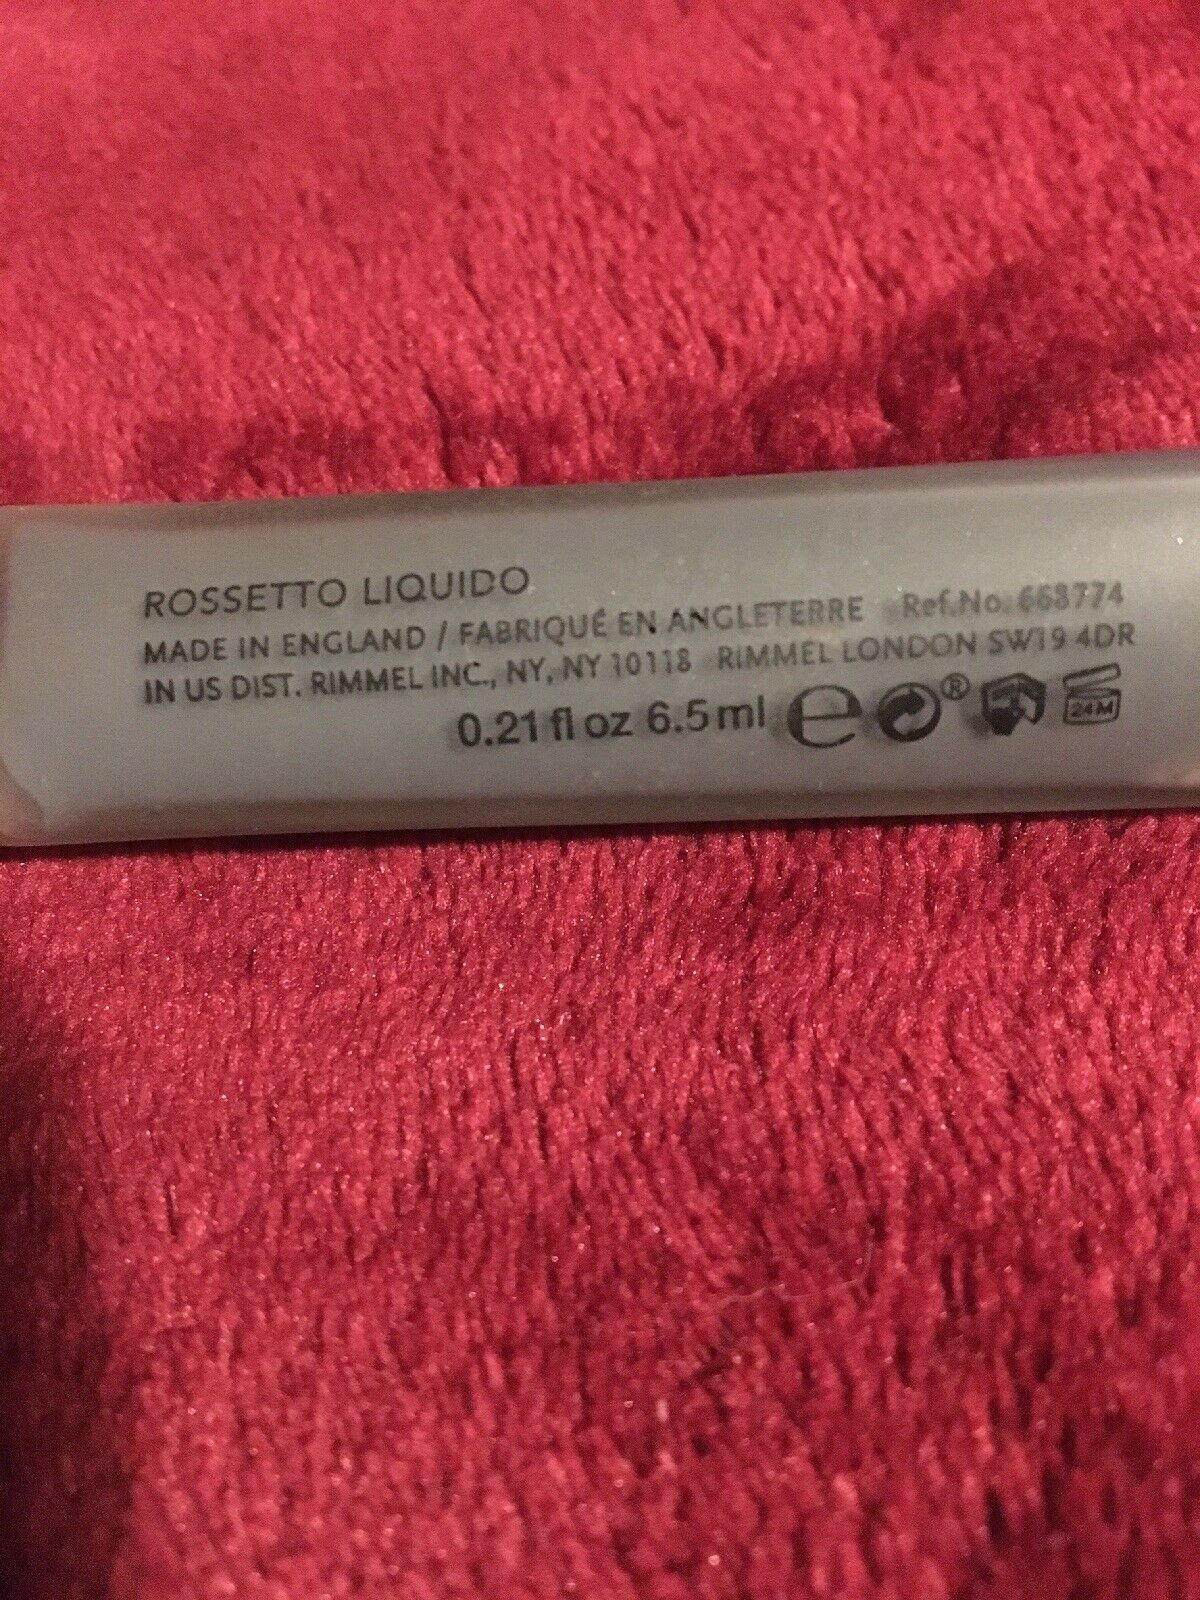 ROSSETTO LIQUIDO
MADE IN ENGLAND / FABRIQUÉ EN ANGLETERRE Ref.No. 668774
IN US DIST. RIMMEL INC., NY, NY 10118 RIMMEL LONDON SW19 4DR
0.21 fl oz 6.5 ml e ® 24M